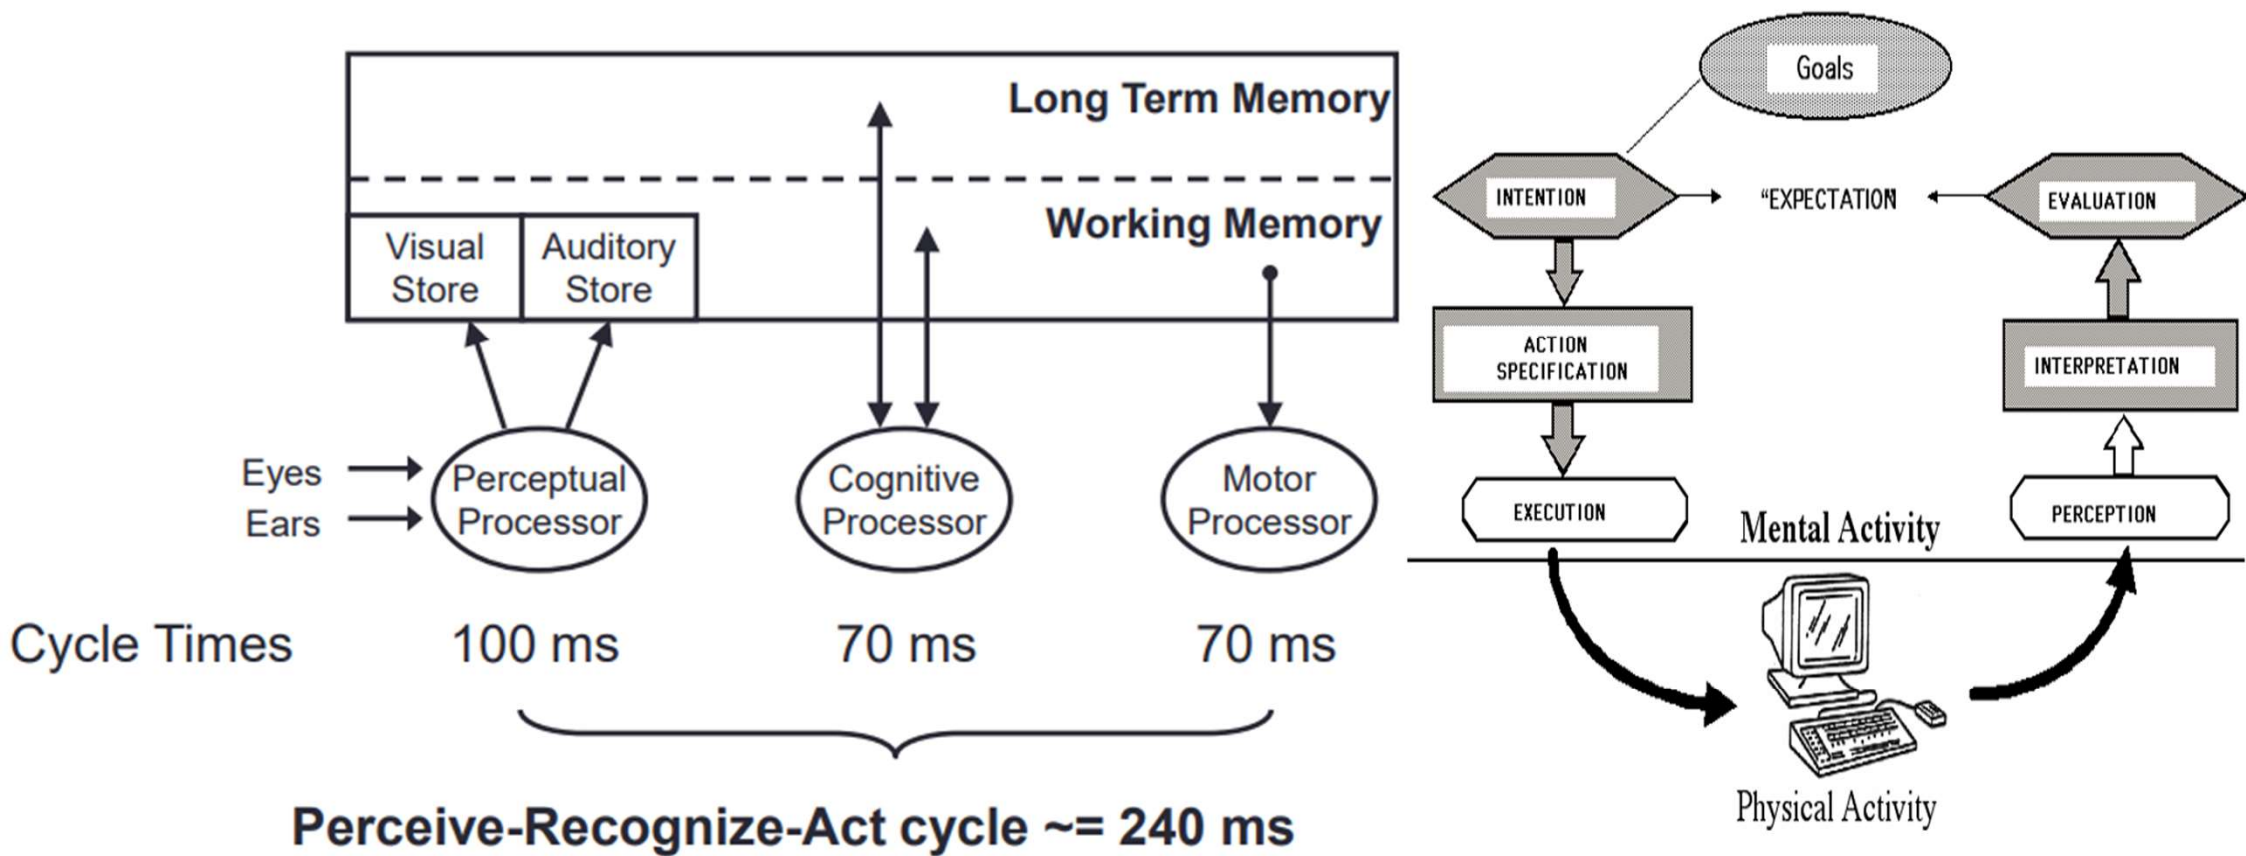 Long Term Memory
Working Memory
Visual
Store
Auditory
Store
Eyes
Ears
Perceptual
Processor
Cognitive
Processor
Motor
Processor
Cycle Times 100 ms 70 ms 70 ms
Perceive-Recognize-Act cycle ~= 240 ms
Goals
INTENTION
“EXPECTATION
EVALUATION
ACTION
SPECIFICATION
INTERPRETATION
EXECUTION
PERCEPTION
Mental Activity
Physical Activity